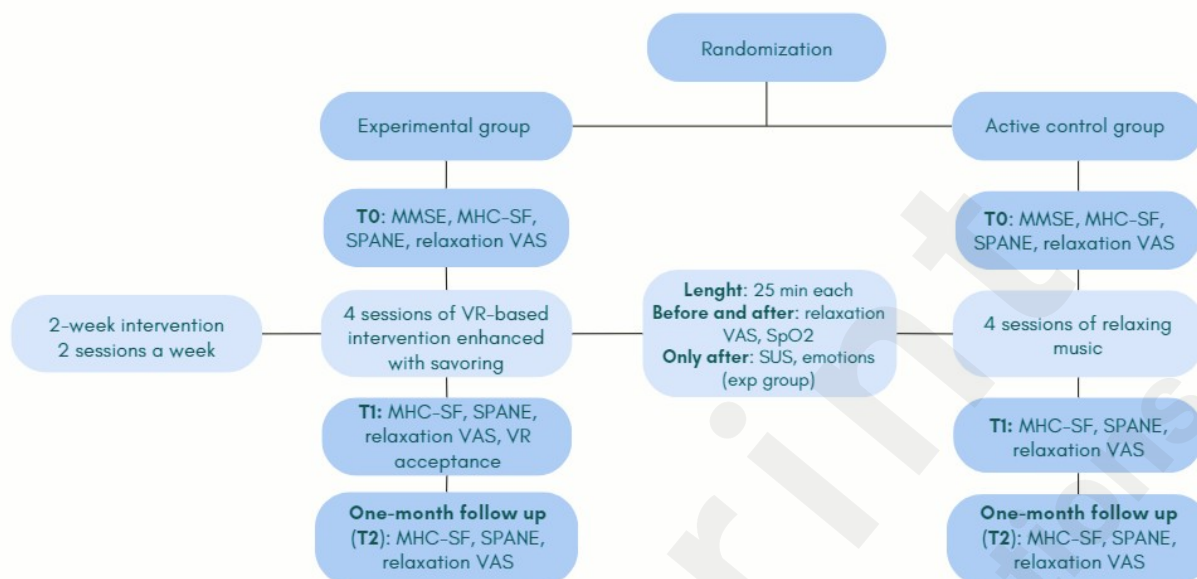 Randomization
Experimental group
Active control group
T0: MMSE, MHC-SF,
SPANE, relaxation VAS
T0: MMSE, MHC-SF,
SPANE, relaxation VAS
2-week intervention
2 sessions a week
4 sessions of VR-based
intervention enhanced
with savoring
Lenght: 25 min each
Before and after: relaxation
VAS, SpO2
Only after: SUS, emotions
(exp group)
4 sessions of relaxing
music
T1: MHC-SF, SPANE,
relaxation VAS, VR
acceptance
T1: MHC-SF, SPANE,
relaxation VAS
One-month follow up
(T2): MHC-SF, SPANE,
relaxation VAS
One-month follow up
(T2): MHC-SF, SPANE,
relaxation VAS